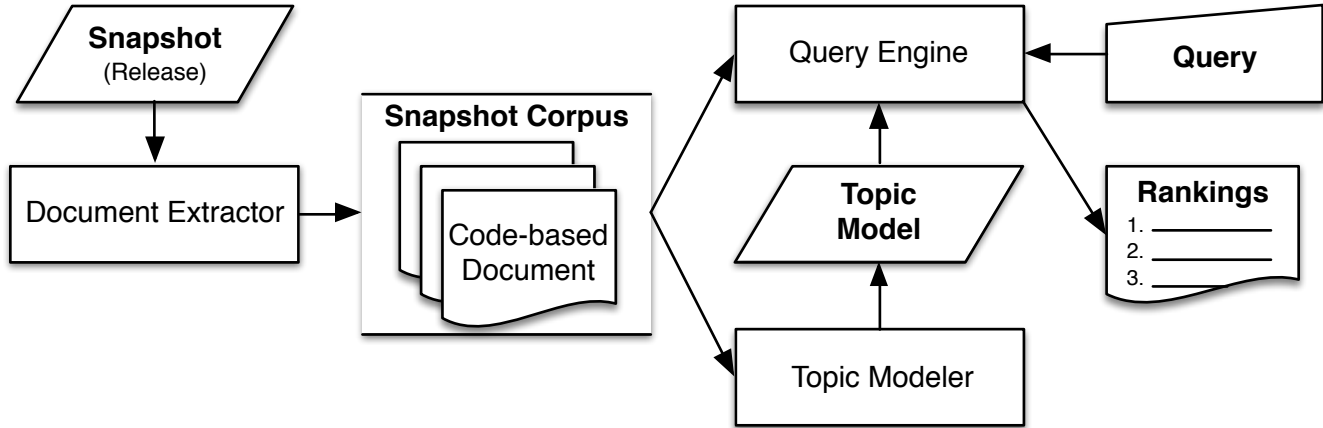 Snapshot
(Release)
Document Extractor
Snapshot Corpus
Code-based
Document
Query Engine
Topic
Model
Topic Modeler
Query
Rankings
1.
2.
3.